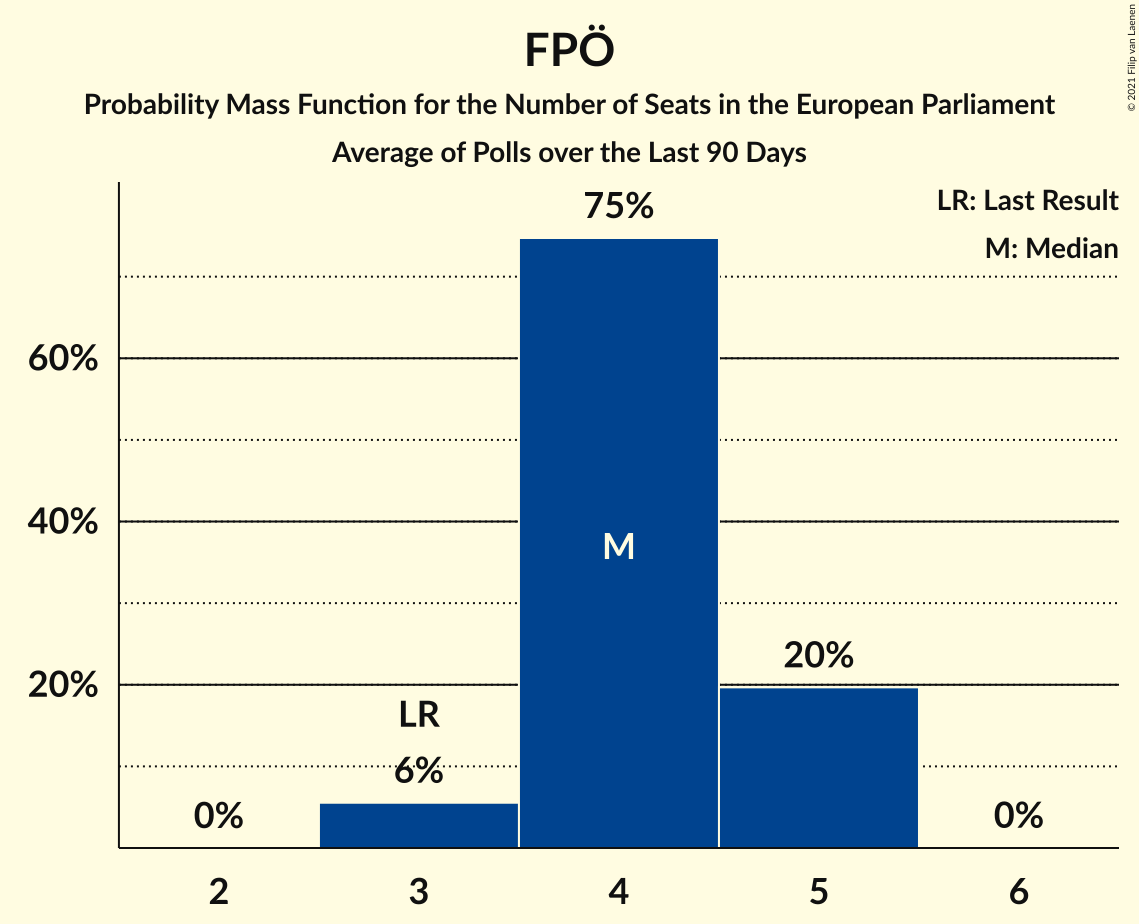 FPÖ
Probability Mass Function for the Number of Seats in the European Parliament
Average of Polls over the Last 90 Days
© 2021 Filip van Laenen
LR: Last Result
M: Median
75%
60%
40%
20%
M
20%
LR
6%
0%
0%
2 3 4 5 6